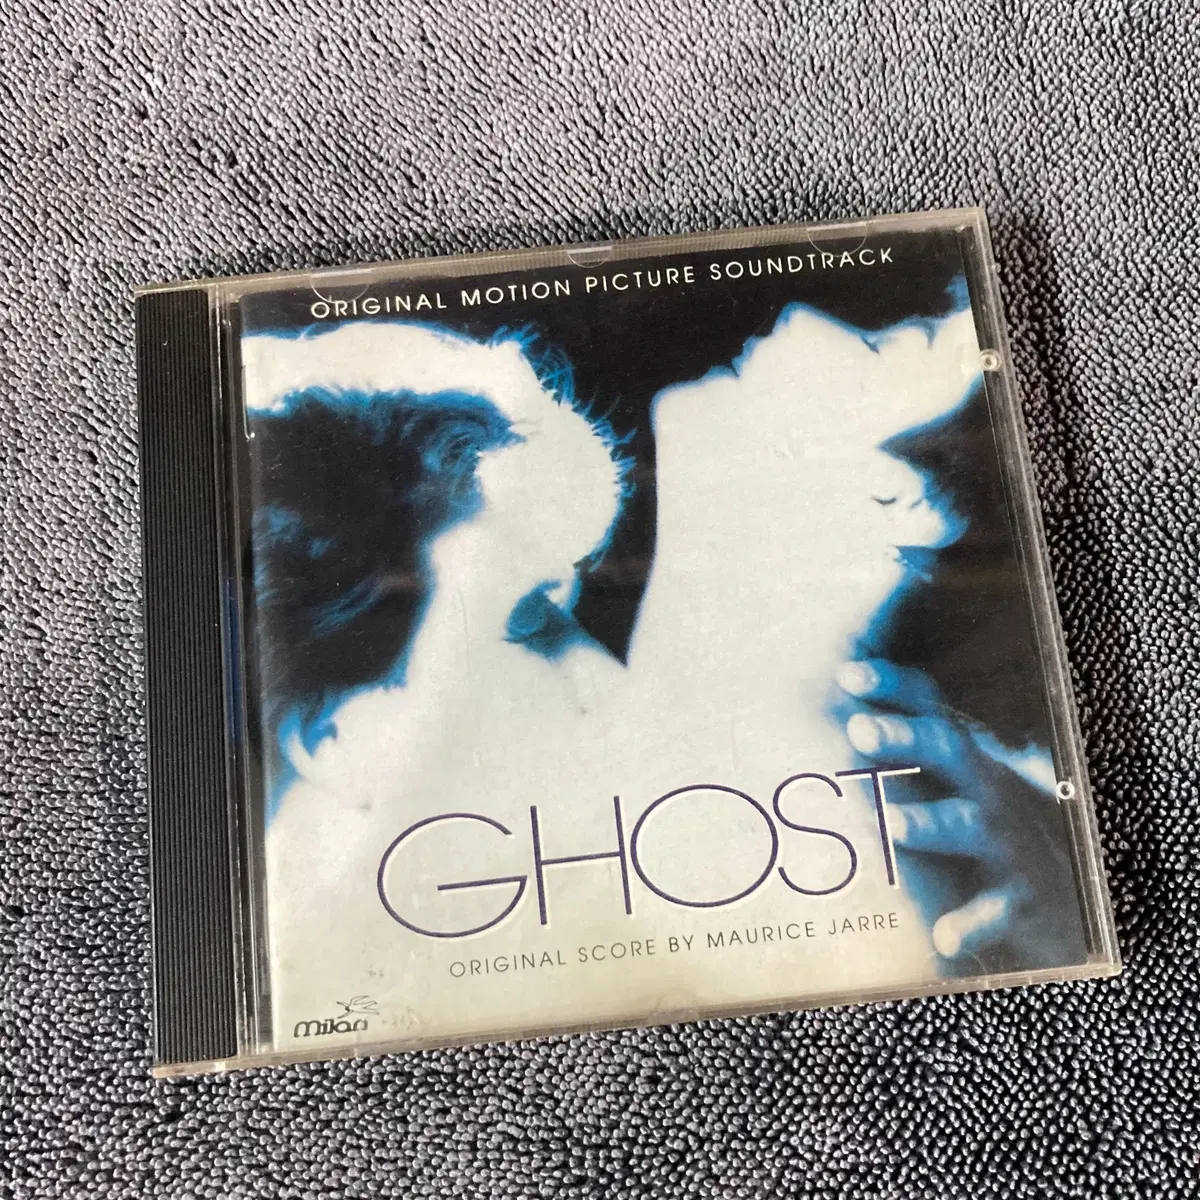 ORIGINAL MOTION PICTURE SOUNDTRACK
GHOST
ORIGINAL SCORE BY MAURICE JARRE
milan